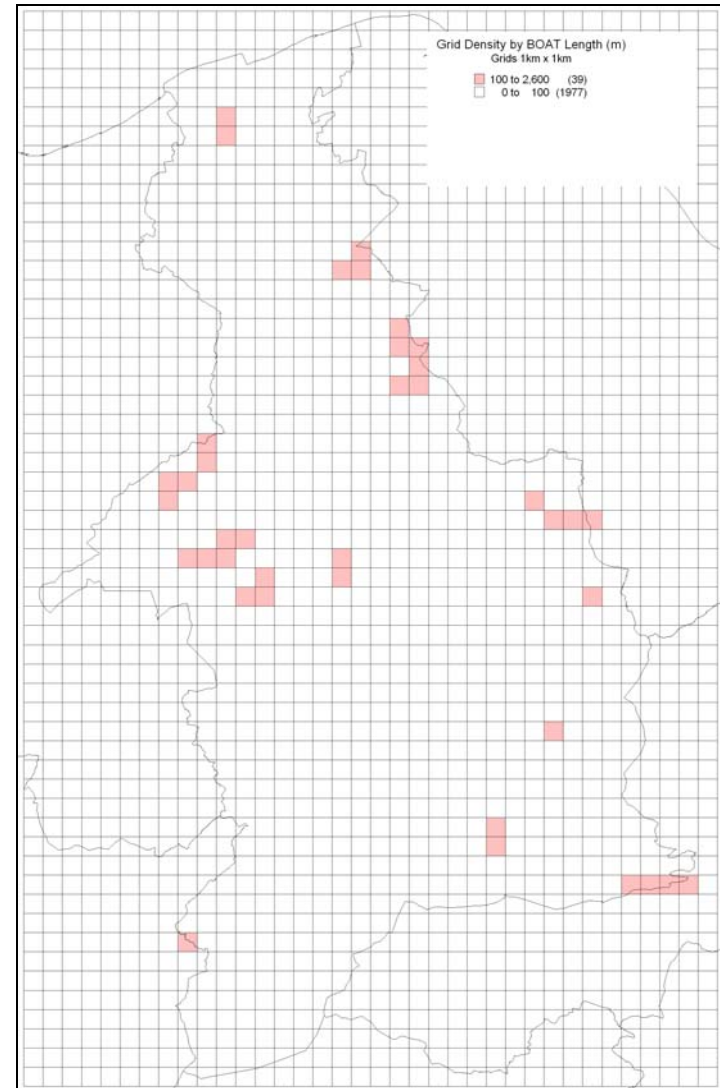 Grid Density by BOAT Length (m)
Grids 1km x 1km
100 to 2,600 (39)
0 to 100 (1977)